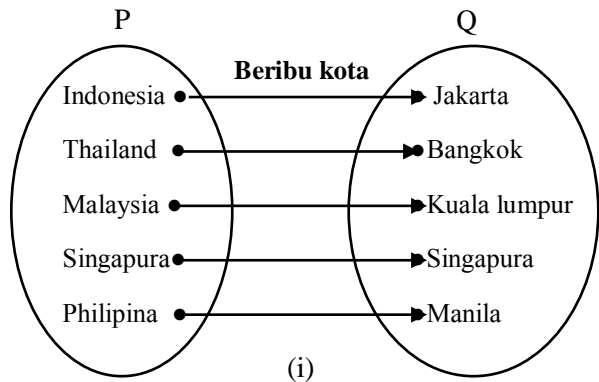 P Q
Beribu kota
Indonesia Jakarta
Thailand Bangkok
Malaysia Kuala lumpur
Singapura Singapura
Philipina Manila
(i)